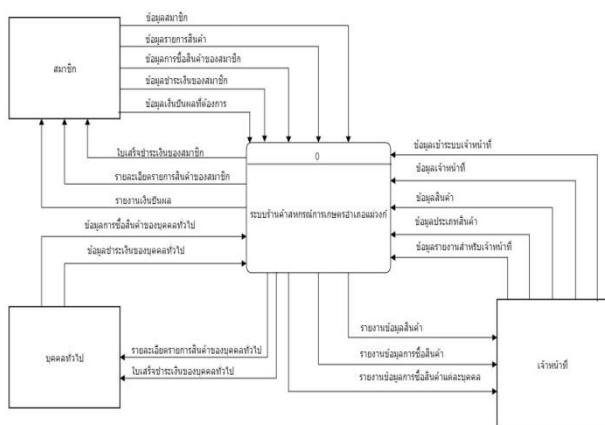 ข้อมูลสมาชิก
ข้อมูลรายการสินค้า
สมาชิก
ข้อมูลการซื้อสินค้าของสมาชิก
ข้อมูลชำระเงินของสมาชิก
ข้อมูลเงินปันผลที่ต้องการ
ใบเสร็จชำระเงินของสมาชิก
0
ข้อมูลเข้าระบบเจ้าหน้าที่
รายละเอียดรายการสินค้าของสมาชิก
ข้อมูลเจ้าหน้าที่
รายงานเงินปันผล
ข้อมูลสินค้า
ระบบร้านค้าสหกรณ์การเกษตรอำเภอแม่วงก์
ข้อมูลการซื้อสินค้าของบุคคลทั่วไป
ข้อมูลประเภทสินค้า
ข้อมูลชำระเงินของบุคคลทั่วไป
ข้อมูลรายงานสำหรับเจ้าหน้าที่
รายงานข้อมูลสินค้า
รายละเอียดรายการสินค้าของบุคคลทั่วไป
บุคคลทั่วไป
รายงานข้อมูลการซื้อสินค้า
เจ้าหน้าที่
ใบเสร็จชำระเงินของบุคคลทั่วไป
รายงานข้อมูลการซื้อสินค้าแต่ละบุคคล